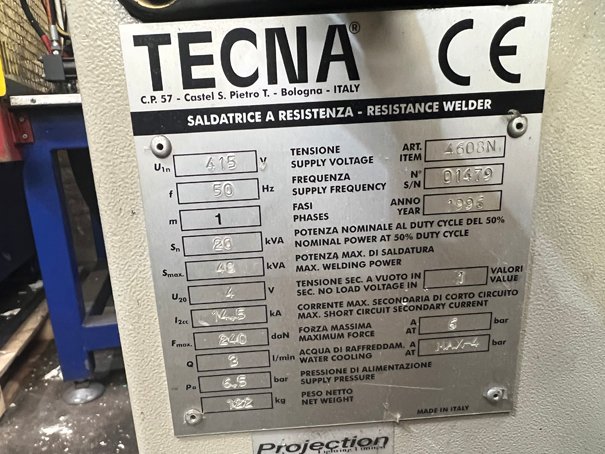 TECNA® CE
C.P. 57 - Castel S. Pietro T. - Bologna - ITALY
SALDATRICE A RESISTENZA - RESISTANCE WELDER
U1n 415 V TENSIONE SUPPLY VOLTAGE ART. ITEM 4608N
f 50 Hz FREQUENZA SUPPLY FREQUENCY N° S/N 01479
m 1 FASI PHASES ANNO YEAR 1995
Sn 20 kVA POTENZA NOMINALE AL DUTY CYCLE DEL 50% NOMINAL POWER AT 50% DUTY CYCLE
Smax. kVA POTENZA MAX. DI SALDATURA MAX. WELDING POWER
U20 4 V TENSIONE SEC. A VUOTO IN SEC. NO LOAD VOLTAGE IN 1 VALORI VALUE
I2cc 14,5 kA CORRENTE MAX. SECONDARIA DI CORTO CIRCUITO MAX. SHORT CIRCUIT SECONDARY CURRENT
Fmax. 240 daN FORZA MASSIMA MAXIMUM FORCE A AT 6 bar
Q 3 l/min ACQUA DI RAFFREDDAM. WATER COOLING A AT MAX-4 bar
6.5 bar PRESSIONE DI ALIMENTAZIONE SUPPLY PRESSURE
122 kg PESO NETTO NET WEIGHT
MADE IN ITALY
Projection